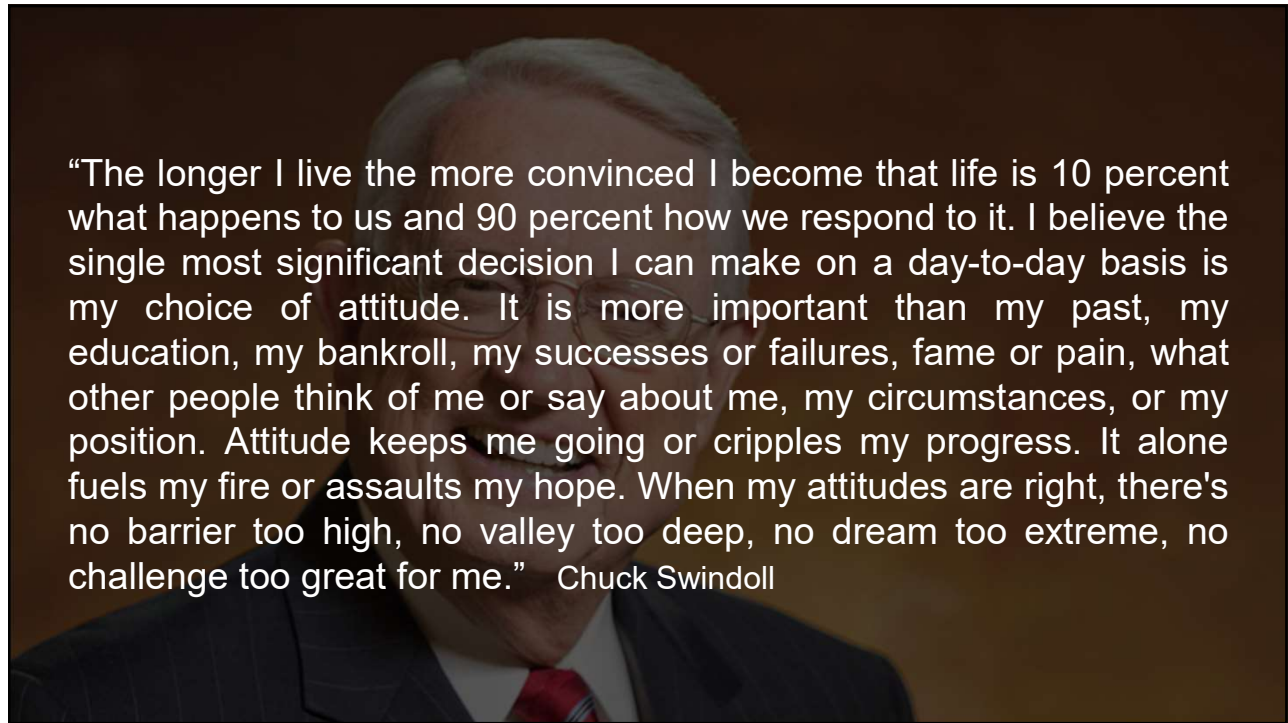 “The longer I live the more convinced I become that life is 10 percent
what happens to us and 90 percent how we respond to it. I believe the
single most significant decision I can make on a day-to-day basis is
my choice of attitude. It is more important than my past, my
education, my bankroll, my successes or failures, fame or pain, what
other people think of me or say about me, my circumstances, or my
position. Attitude keeps me going or cripples my progress. It alone
fuels my fire or assaults my hope. When my attitudes are right, there's
no barrier too high, no valley too deep, no dream too extreme, no
challenge too great for me.” Chuck Swindoll